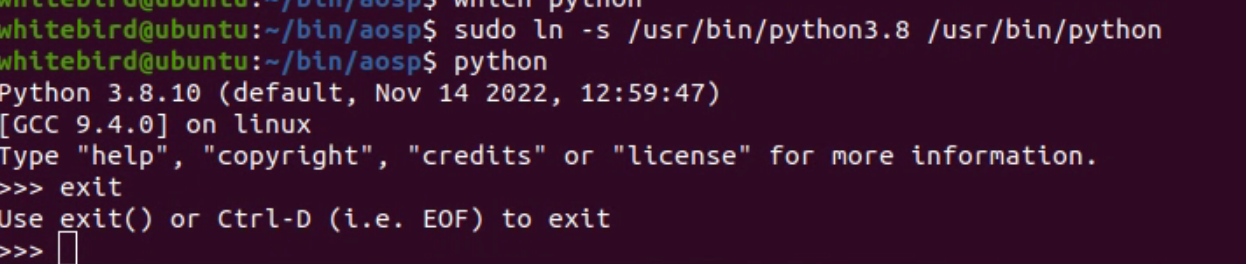 whitebird@ubuntu:~/bin/aosp$ which python
whitebird@ubuntu:~/bin/aosp$ sudo ln -s /usr/bin/python3.8 /usr/bin/python
whitebird@ubuntu:~/bin/aosp$ python
Python 3.8.10 (default, Nov 14 2022, 12:59:47)
[GCC 9.4.0] on linux
Type "help", "copyright", "credits" or "license" for more information.
>>> exit
Use exit() or Ctrl-D (i.e. EOF) to exit
>>>